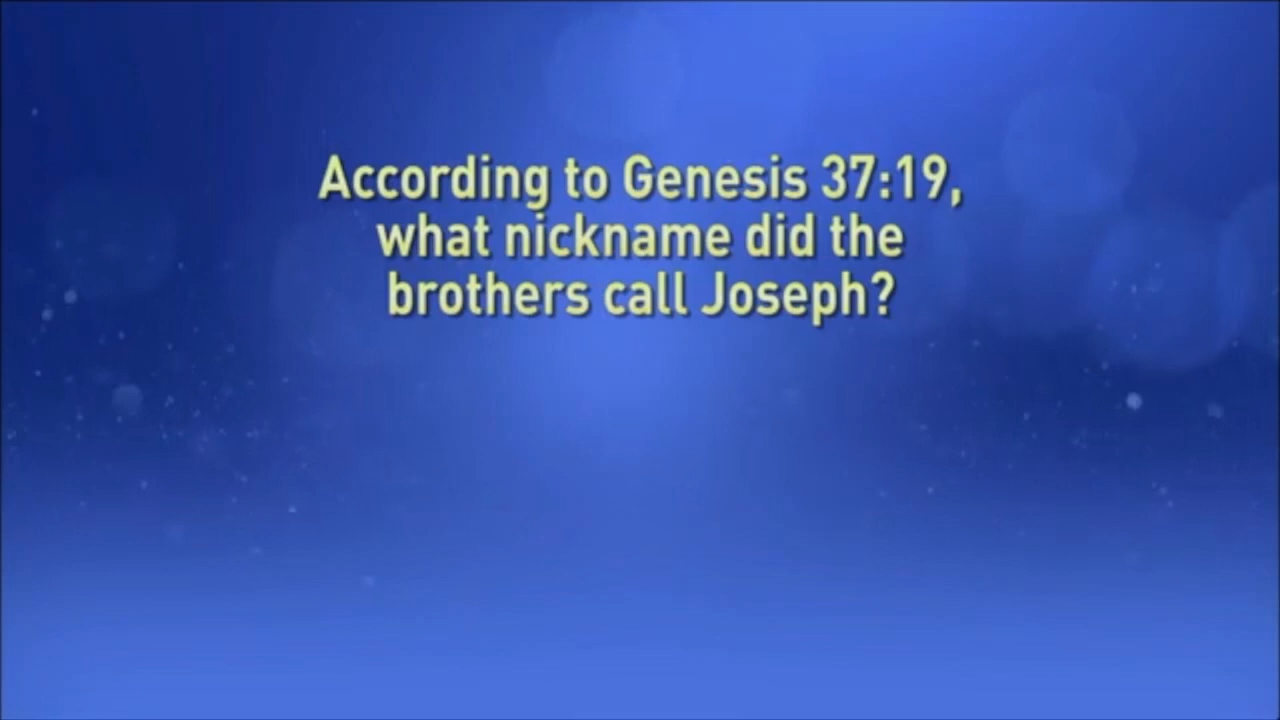 According to Genesis 37:19,
what nickname did the
brothers call Joseph?